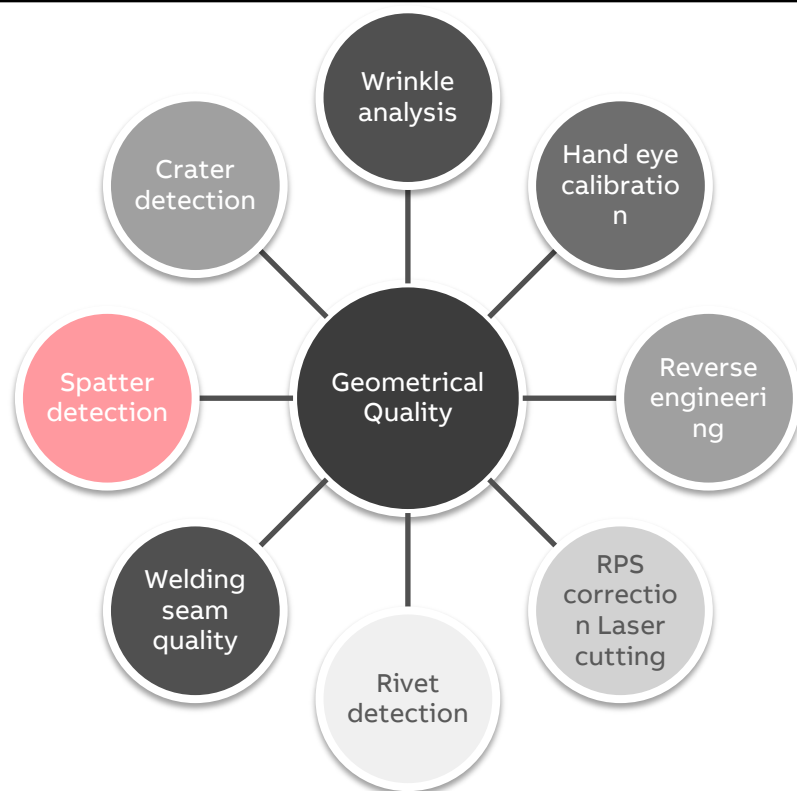 Wrinkle
analysis
Hand eye
calibratio
n
Reverse
engineeri
ng
RPS
correctio
n Laser
cutting
Rivet
detection
Welding
seam
quality
Spatter
detection
Crater
detection
Geometrical
Quality